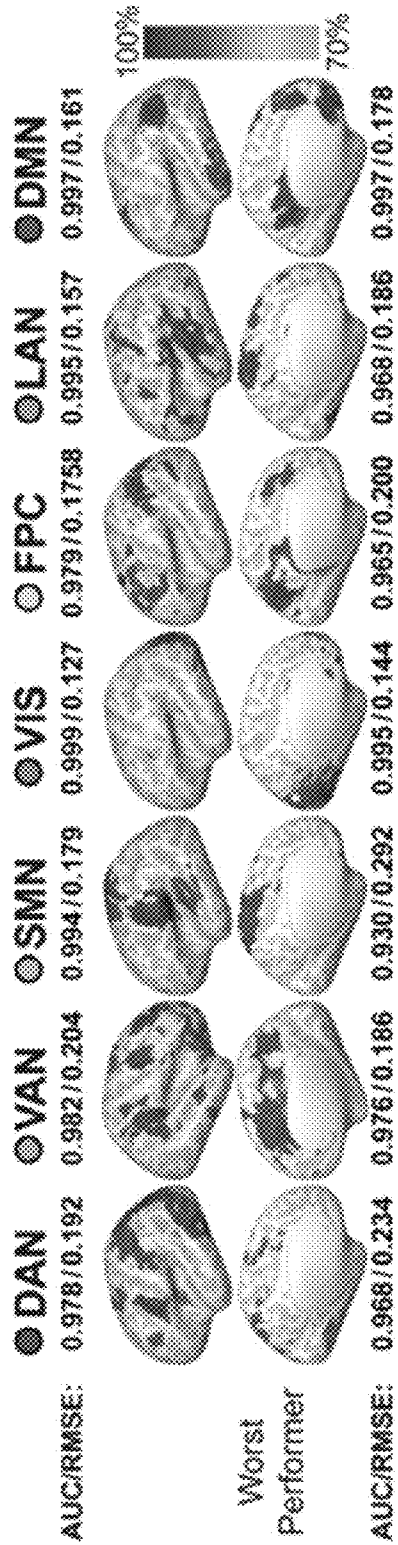 DAN VAN SMN VIS FPC LAN DMN
AUC/RMSE: 0.978/0.192 0.982/0.204 0.994/0.179 0.999/0.127 0.979/0.1758 0.995/0.157 0.997/0.161
100%
70%
Worst
Performer
AUC/RMSE: 0.968/0.234 0.976/0.186 0.930/0.292 0.995/0.144 0.965/0.200 0.968/0.186 0.997/0.178